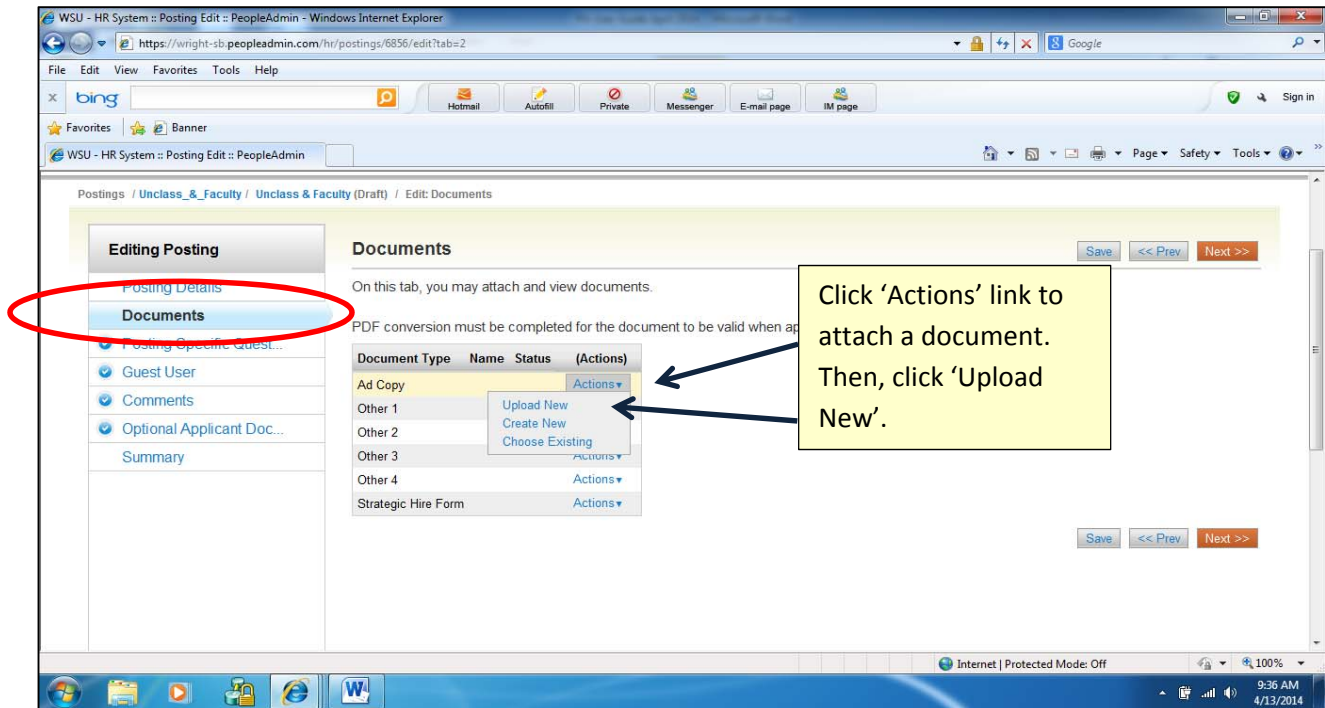 WSU - HR System :: Posting Edit :: PeopleAdmin - Windows Internet Explorer
https://wright-sb.peopleadmin.com/hr/postings/6856/edit?tab=2
Google
File Edit View Favorites Tools Help
x bing Hotmail Autofill Private Messenger E-mail page IM page Sign in
Favorites Banner
WSU - HR System :: Posting Edit :: PeopleAdmin Page Safety Tools
Postings / Unclass_&_Faculty / Unclass & Faculty (Draft) / Edit: Documents
Editing Posting
Posting Details
Documents
Posting Specific Quest...
Guest User
Comments
Optional Applicant Doc...
Summary
Documents
Save << Prev Next >>
On this tab, you may attach and view documents.
PDF conversion must be completed for the document to be valid when ap
Document Type Name Status (Actions)
Ad Copy Actions
Other 1
Other 2
Other 3 Actions
Other 4 Actions
Strategic Hire Form Actions
Upload New
Create New
Choose Existing
Click ‘Actions’ link to
attach a document.
Then, click ‘Upload
New’.
Save << Prev Next >>
Internet | Protected Mode: Off 100%
9:36 AM
4/13/2014